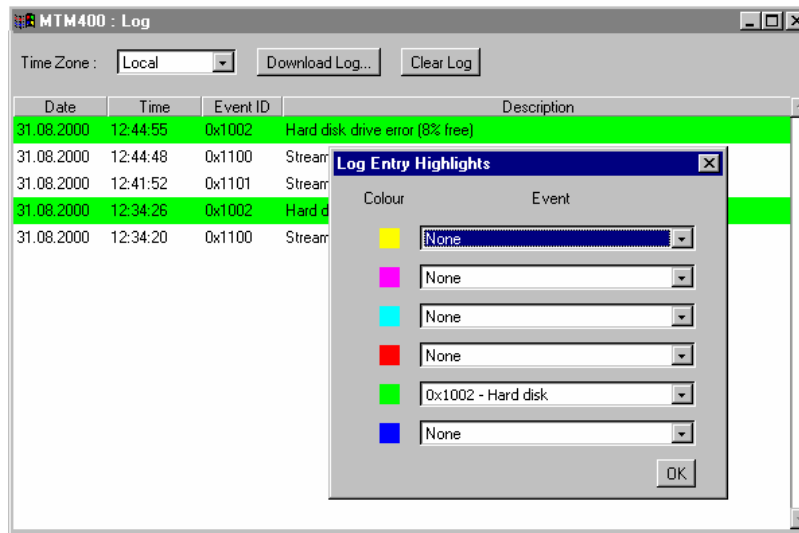 MTM400 : Log
Time Zone : Local Download Log... Clear Log
Date Time Event ID Description
31.08.2000 12:44:55 0x1002 Hard disk drive error (8% free)
31.08.2000 12:44:48 0x1100
31.08.2000 12:41:52 0x1101
31.08.2000 12:34:26 0x1002 Hard
31.08.2000 12:34:20 0x1100
Log Entry Highlights
Colour Event
None
None
None
None
0x1002 - Hard disk
None
OK